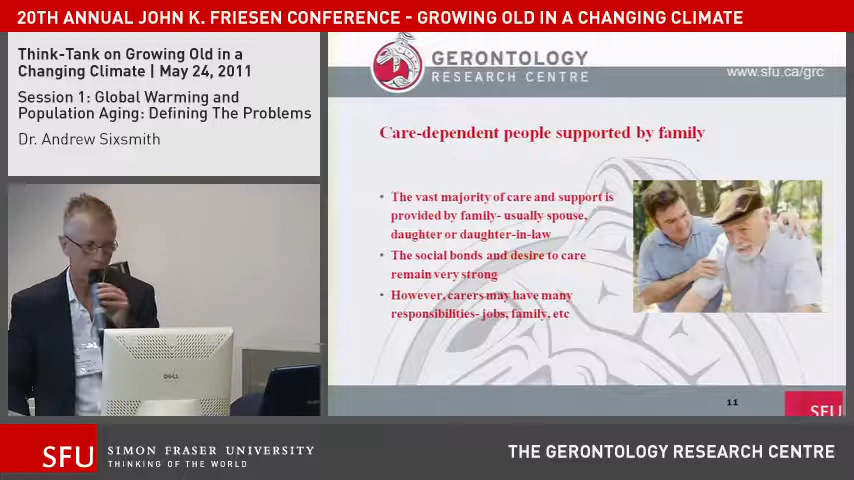 20TH ANNUAL JOHN K. FRIESEN CONFERENCE - GROWING OLD IN A CHANGING CLIMATE
Think-Tank on Growing Old in a
Changing Climate | May 24, 2011
Session 1: Global Warming and
Population Aging: Defining The Problems
Dr. Andrew Sixsmith
GERONTOLOGY
RESEARCH CENTRE
www.sfu.ca/grc
Care-dependent people supported by family
• The vast majority of care and support is
provided by family- usually spouse,
daughter or daughter-in-law
• The social bonds and desire to care
remain very strong
• However, carers may have many
responsibilities- jobs, family, etc
11
SFU
DELL
SFU SIMON FRASER UNIVERSITY
THINKING OF THE WORLD
THE GERONTOLOGY RESEARCH CENTRE